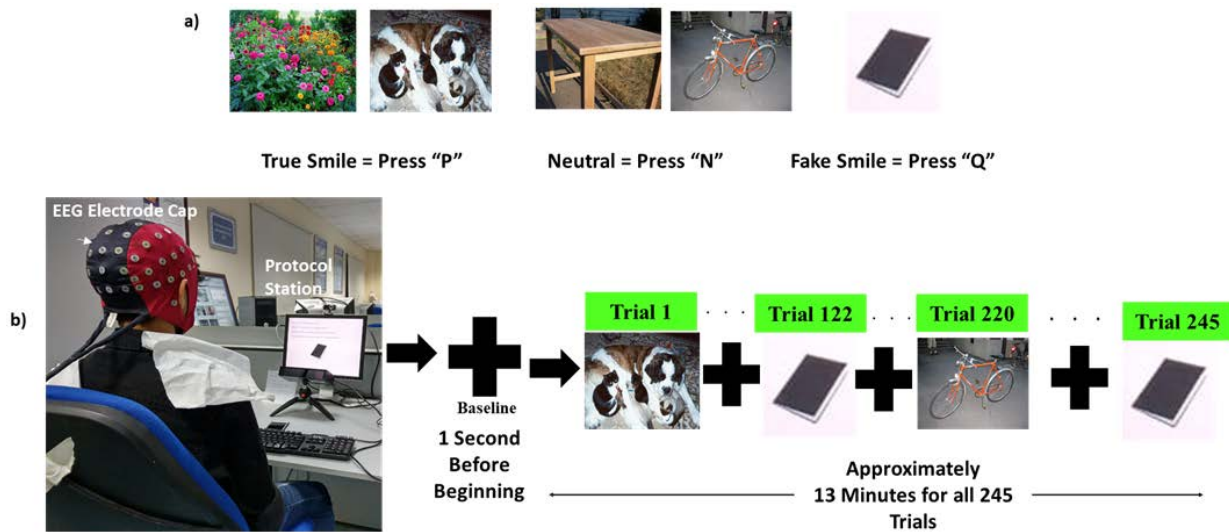 a)
True Smile = Press “P”
Neutral = Press “N”
Fake Smile = Press “Q”
EEG Electrode Cap
Protocol
Station
b)
Baseline
1 Second
Before
Beginning
Trial 1
. . .
Trial 122
. . .
Trial 220
. . .
Trial 245
Approximately
13 Minutes for all 245
Trials